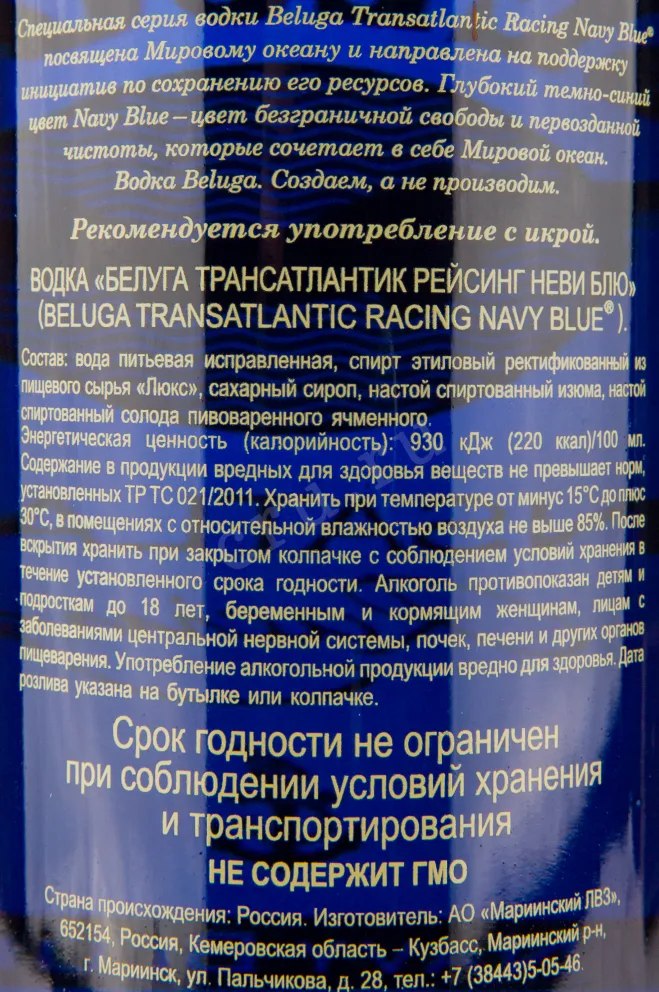 Специальная серия водки Beluga Transatlantic Racing Navy Blue®
посвящена Мировому океану и направлена на поддержку
инициатив по сохранению его ресурсов. Глубокий темно-синий
цвет Navy Blue – цвет безграничной свободы и первозданной
чистоты, которые сочетает в себе Мировой океан.
Водка Beluga. Создаем, а не производим.
Рекомендуется употребление с икрой.
ВОДКА «БЕЛУГА ТРАНСАТЛАНТИК РЕЙСИНГ НЕВИ БЛЮ»
(BELUGA TRANSATLANTIC RACING NAVY BLUE®).
Состав: вода питьевая исправленная, спирт этиловый ректификованный из
пищевого сырья «Люкс», сахарный сироп, настой спиртованный изюма, настой
спиртованный солода пивоваренного ячменного.
Энергетическая ценность (калорийность): 930 кДж (220 ккал)/100 мл.
Содержание в продукции вредных для здоровья веществ не превышает норм,
установленных ТР ТС 021/2011. Хранить при температуре от минус 15°С до плюс
30°С, в помещениях с относительной влажностью воздуха не выше 85%. После
вскрытия хранить при закрытом колпачке с соблюдением условий хранения в
течение установленного срока годности. Алкоголь противопоказан детям и
подросткам до 18 лет, беременным и кормящим женщинам, лицам с
заболеваниями центральной нервной системы, почек, печени и других органов
пищеварения. Употребление алкогольной продукции вредно для здоровья. Дата
розлива указана на бутылке или колпачке.
Срок годности не ограничен
при соблюдении условий хранения
и транспортирования
НЕ СОДЕРЖИТ ГМО
Страна происхождения: Россия. Изготовитель: АО «Мариинский ЛВЗ»,
652154, Россия, Кемеровская область – Кузбасс, Мариинский р-н,
г. Мариинск, ул. Пальчикова, д. 28, тел.: +7 (38443)5-05-46